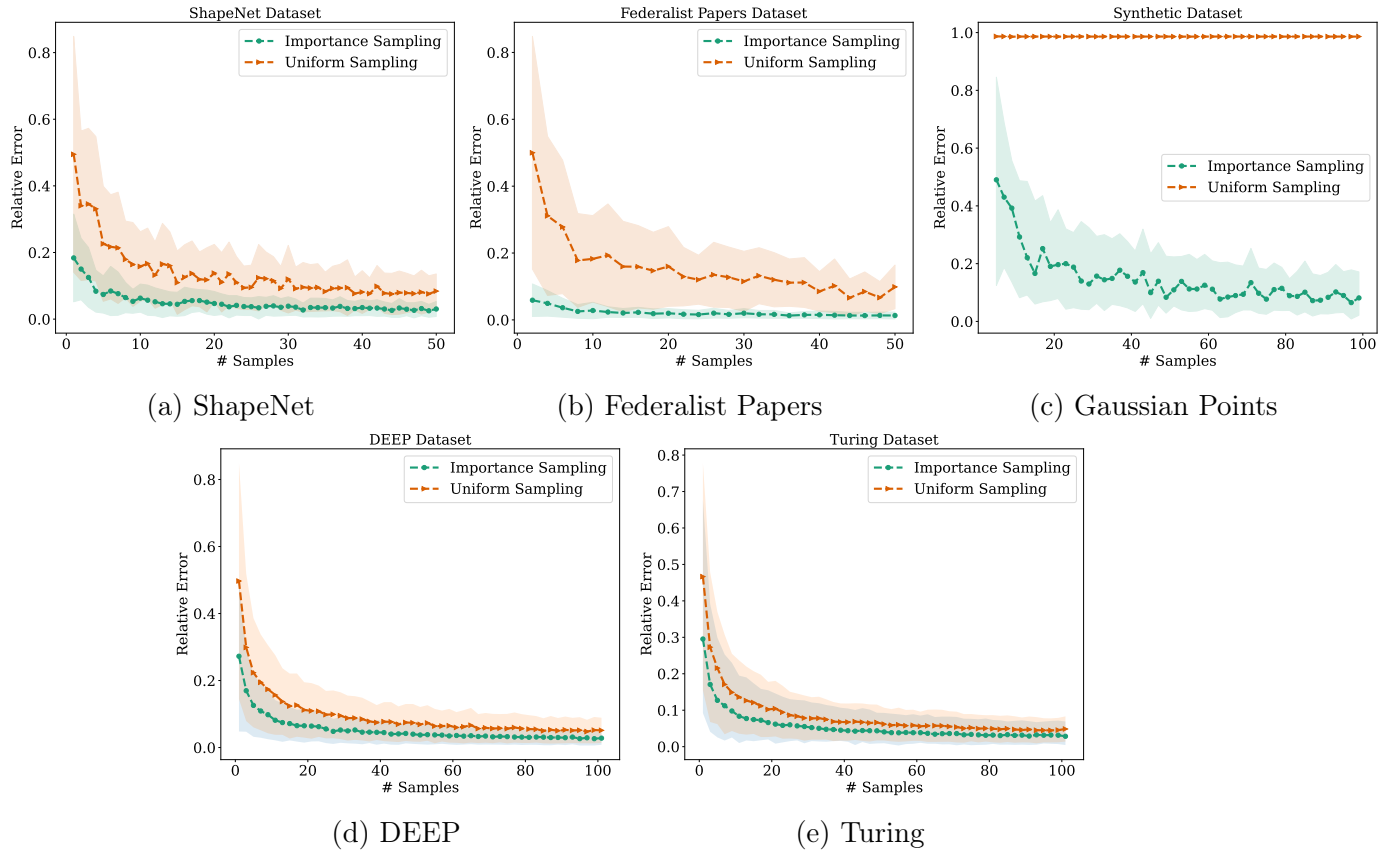 ShapeNet Dataset
Importance Sampling
Uniform Sampling
Relative Error
0.8
0.6
0.4
0.2
0.0
0 10 20 30 40 50
# Samples
(a) ShapeNet
Federalist Papers Dataset
Importance Sampling
Uniform Sampling
Relative Error
0.8
0.6
0.4
0.2
0.0
0 10 20 30 40 50
# Samples
(b) Federalist Papers
Synthetic Dataset
Importance Sampling
Uniform Sampling
Relative Error
1.0
0.8
0.6
0.4
0.2
0.0
20 40 60 80 100
# Samples
(c) Gaussian Points
DEEP Dataset
Importance Sampling
Uniform Sampling
Relative Error
0.8
0.6
0.4
0.2
0.0
0 20 40 60 80 100
# Samples
(d) DEEP
Turing Dataset
Importance Sampling
Uniform Sampling
Relative Error
0.8
0.7
0.6
0.5
0.4
0.3
0.2
0.1
0.0
0 20 40 60 80 100
# Samples
(e) Turing